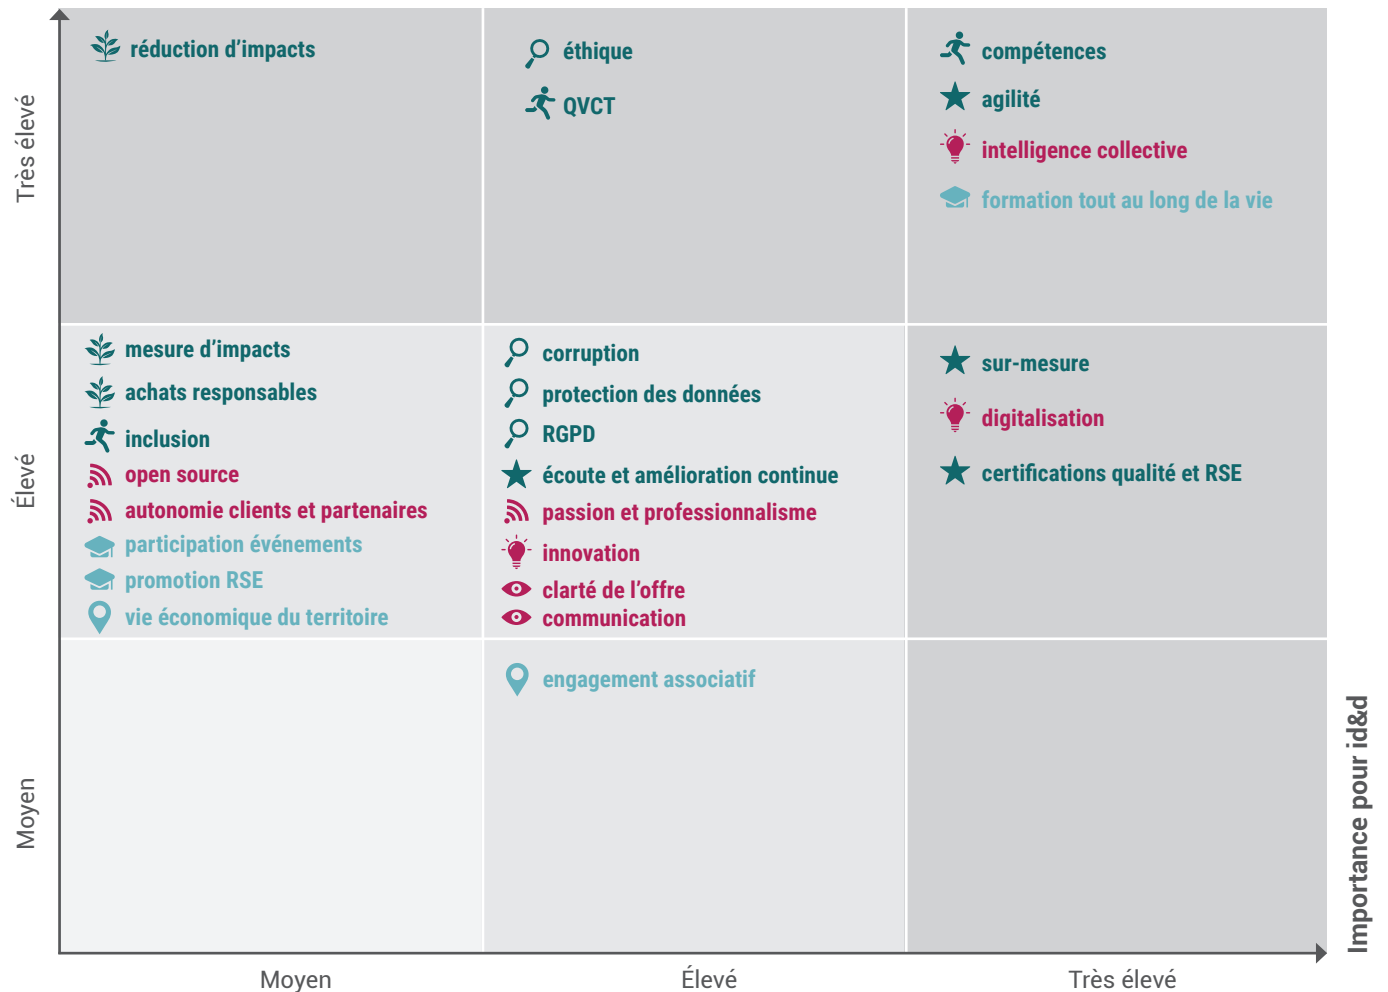 Très élevé
réduction d’impacts
éthique
QVCT
compétences
agilité
intelligence collective
formation tout au long de la vie
Élevé
mesure d’impacts
achats responsables
inclusion
open source
autonomie clients et partenaires
participation événements
promotion RSE
vie économique du territoire
corruption
protection des données
RGPD
écoute et amélioration continue
passion et professionnalisme
innovation
clarté de l’offre
communication
sur-mesure
digitalisation
certifications qualité et RSE
Moyen
engagement associatif
Importance pour id&d
Moyen
Élevé
Très élevé